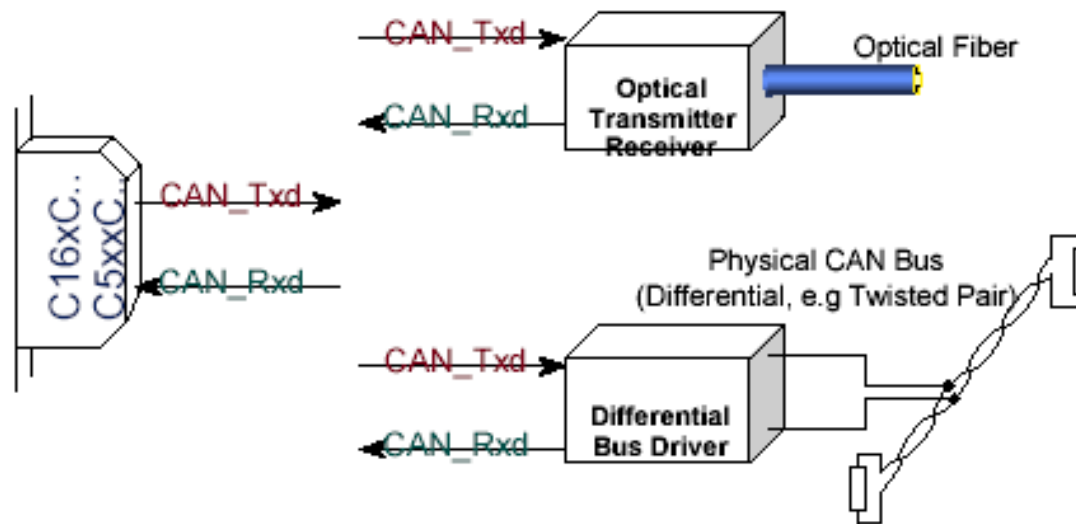 CAN_Txd
CAN_Rxd
Optical
Transmitter
Receiver
Optical Fiber
C16xC..
C5xxC..
CAN_Txd
CAN_Rxd
Physical CAN Bus
(Differential, e.g Twisted Pair)
CAN_Txd
CAN_Rxd
Differential
Bus Driver